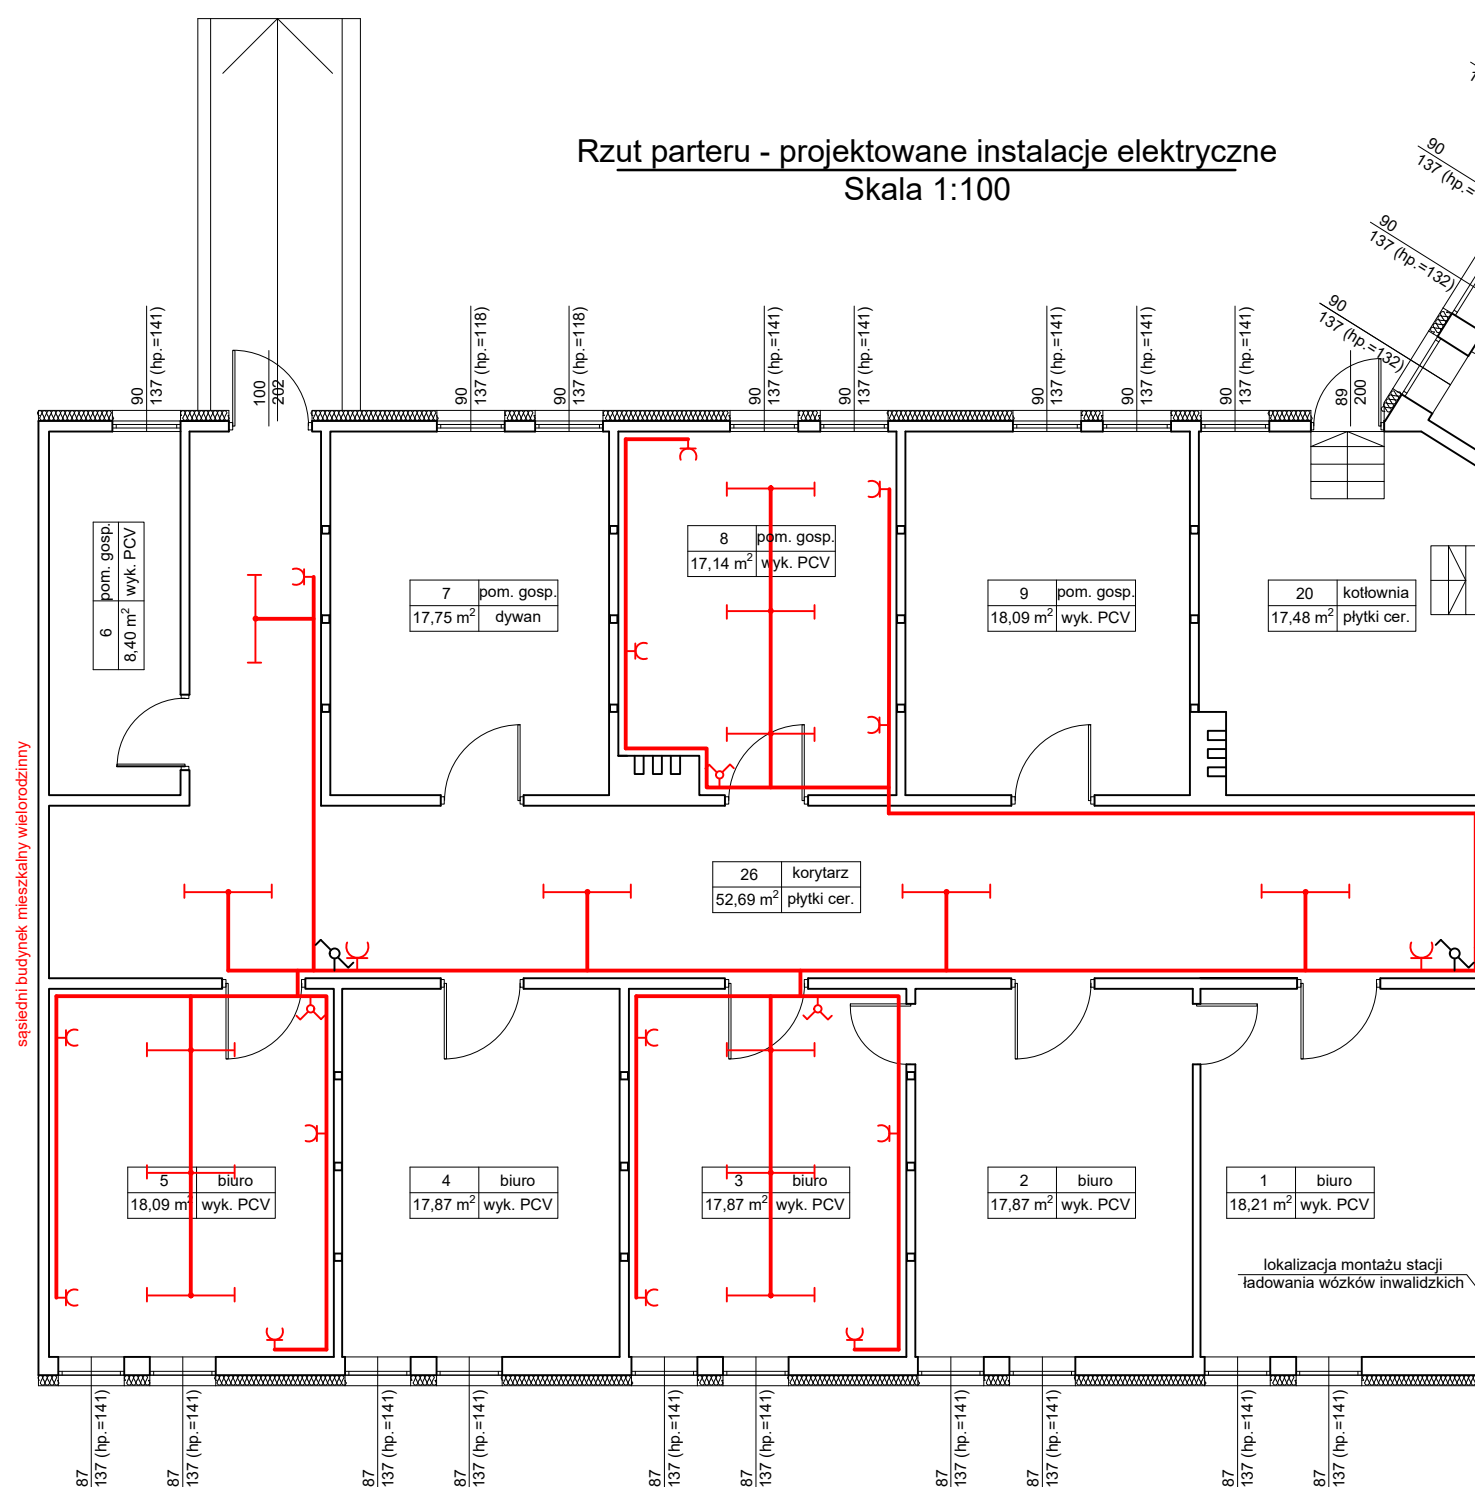 Rzut parteru - projektowane instalacje elektryczne
Skala 1:100
90
137 (hp.=
90
137 (hp.=132)
90
137 (hp.=132)
90
137 (hp.=141)
100
202
90
137 (hp.=118)
90
137 (hp.=118)
90
137 (hp.=141)
90
137 (hp.=141)
90
137 (hp.=141)
90
137 (hp.=141)
90
137 (hp.=141)
89
200
6 pom. gosp.
8,40 m² wyk. PCV
7 pom. gosp.
17,75 m² dywan
8 pom. gosp.
17,14 m² wyk. PCV
9 pom. gosp.
18,09 m² wyk. PCV
20 kotłownia
17,48 m² płytki cer.
sąsiedni budynek mieszkalny wielorodzinny
26 korytarz
52,69 m² płytki cer.
5 biuro
18,09 m² wyk. PCV
4 biuro
17,87 m² wyk. PCV
3 biuro
17,87 m² wyk. PCV
2 biuro
17,87 m² wyk. PCV
1 biuro
18,21 m² wyk. PCV
lokalizacja montażu stacji
ładowania wózków inwalidzkich
87
137 (hp.=141)
87
137 (hp.=141)
87
137 (hp.=141)
87
137 (hp.=141)
87
137 (hp.=141)
87
137 (hp.=141)
87
137 (hp.=141)
87
137 (hp.=141)
87
137 (hp.=141)
87
137 (hp.=141)